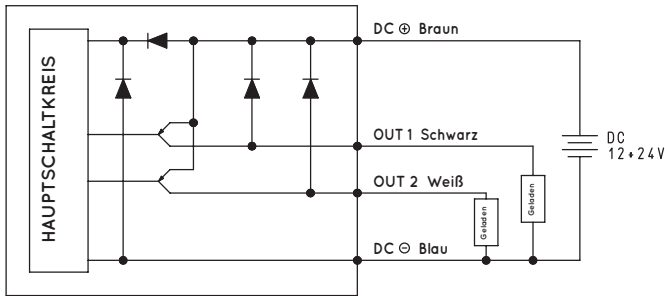 HAUPTSCHALTKREIS
DC ⊕ Braun
OUT 1 Schwarz
OUT 2 Weiß
DC ⊖ Blau
Geladen
Geladen
DC
12÷24V